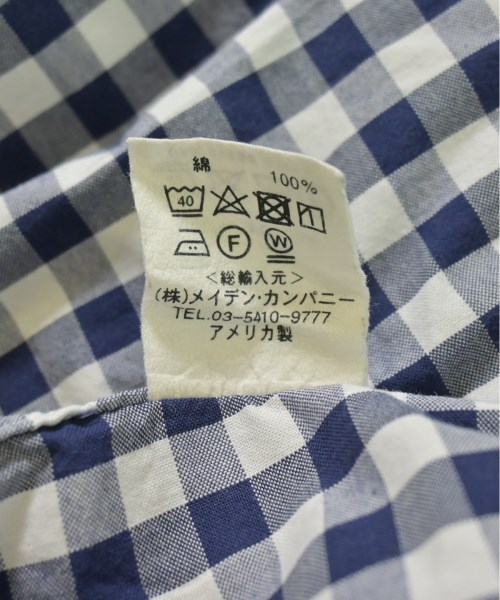 綿 100%
40
F W
<総輸入元>
(株)メイデン・カンパニー
TEL.03-5410-9777
アメリカ製